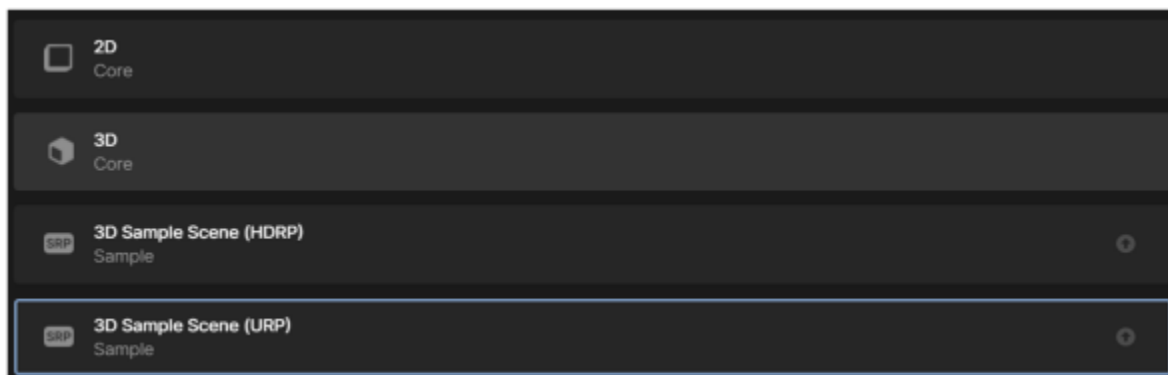 2D
Core
3D
Core
SRP
3D Sample Scene (HDRP)
Sample
SRP
3D Sample Scene (URP)
Sample